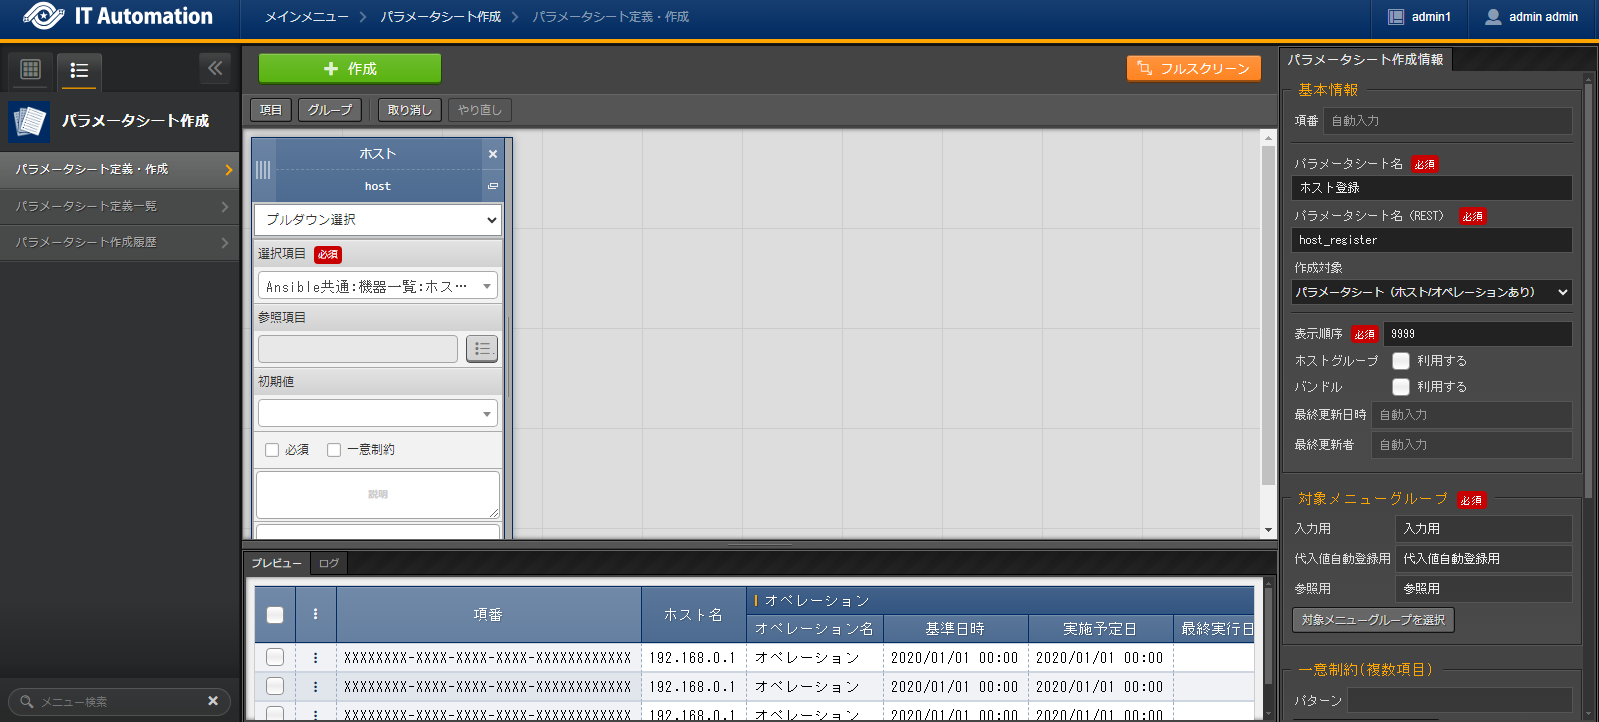 IT Automation
メインメニュー
パラメータシート作成
パラメータシート定義・作成
admin1
admin admin
パラメータシート作成
パラメータシート定義・作成
パラメータシート定義一覧
パラメータシート作成履歴
メニュー検索
作成
フルスクリーン
項目
グループ
取り消し
やり直し
ホスト
host
プルダウン選択
選択項目 必須
Ansible共通:機器一覧:ホス…
参照項目
初期値
必須
一意制約
説明
プレビュー
ログ
項番
ホスト名
オペレーション
オペレーション名
基準日時
実施予定日
最終実行日
XXXXXXXX-XXXX-XXXX-XXXX-XXXXXXXXXXXX 192.168.0.1 オペレーション 2020/01/01 00:00 2020/01/01 00:00
XXXXXXXX-XXXX-XXXX-XXXX-XXXXXXXXXXXX 192.168.0.1 オペレーション 2020/01/01 00:00 2020/01/01 00:00
XXXXXXXX-XXXX-XXXX-XXXX-XXXXXXXXXXXX 192.168.0.1 オペレーション 2020/01/01 00:00 2020/01/01 00:00
パラメータシート作成情報
基本情報
項番 自動入力
パラメータシート名 必須
ホスト登録
パラメータシート名（REST） 必須
host_register
作成対象
パラメータシート（ホスト/オペレーションあり）
表示順序 必須 9999
ホストグループ 利用する
バンドル 利用する
最終更新日時 自動入力
最終更新者 自動入力
対象メニューグループ 必須
入力用 入力用
代入値自動登録用 代入値自動登録用
参照用 参照用
対象メニューグループを選択
一意制約(複数項目)
パターン